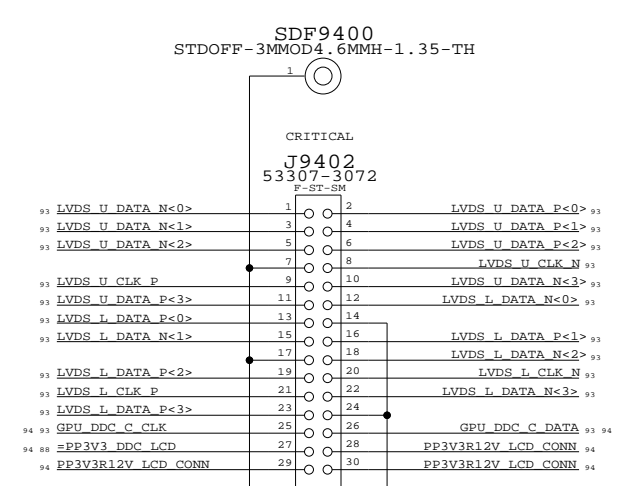 SDF9400
STDOFF-3MMOD4.6MMH-1.35-TH
1
CRITICAL
J9402
53307-3072
F-ST-SM
93 LVDS_U_DATA_N<0> 1 2 LVDS_U_DATA_P<0> 93
93 LVDS_U_DATA_N<1> 3 4 LVDS_U_DATA_P<1> 93
93 LVDS_U_DATA_N<2> 5 6 LVDS_U_DATA_P<2> 93
7 8 LVDS_U_CLK_N 93
93 LVDS_U_CLK_P 9 10 LVDS_U_DATA_N<3> 93
93 LVDS_U_DATA_P<3> 11 12 LVDS_L_DATA_N<0> 93
93 LVDS_L_DATA_P<0> 13 14
93 LVDS_L_DATA_N<1> 15 16 LVDS_L_DATA_P<1> 93
17 18 LVDS_L_DATA_N<2> 93
93 LVDS_L_DATA_P<2> 19 20 LVDS_L_CLK_N 93
93 LVDS_L_CLK_P 21 22 LVDS_L_DATA_N<3> 93
93 LVDS_L_DATA_P<3> 23 24
94 93 GPU_DDC_C_CLK 25 26 GPU_DDC_C_DATA 93 94
94 88 =PP3V3_DDC_LCD 27 28 PP3V3R12V_LCD_CONN 94
94 PP3V3R12V_LCD_CONN 29 30 PP3V3R12V_LCD_CONN 94